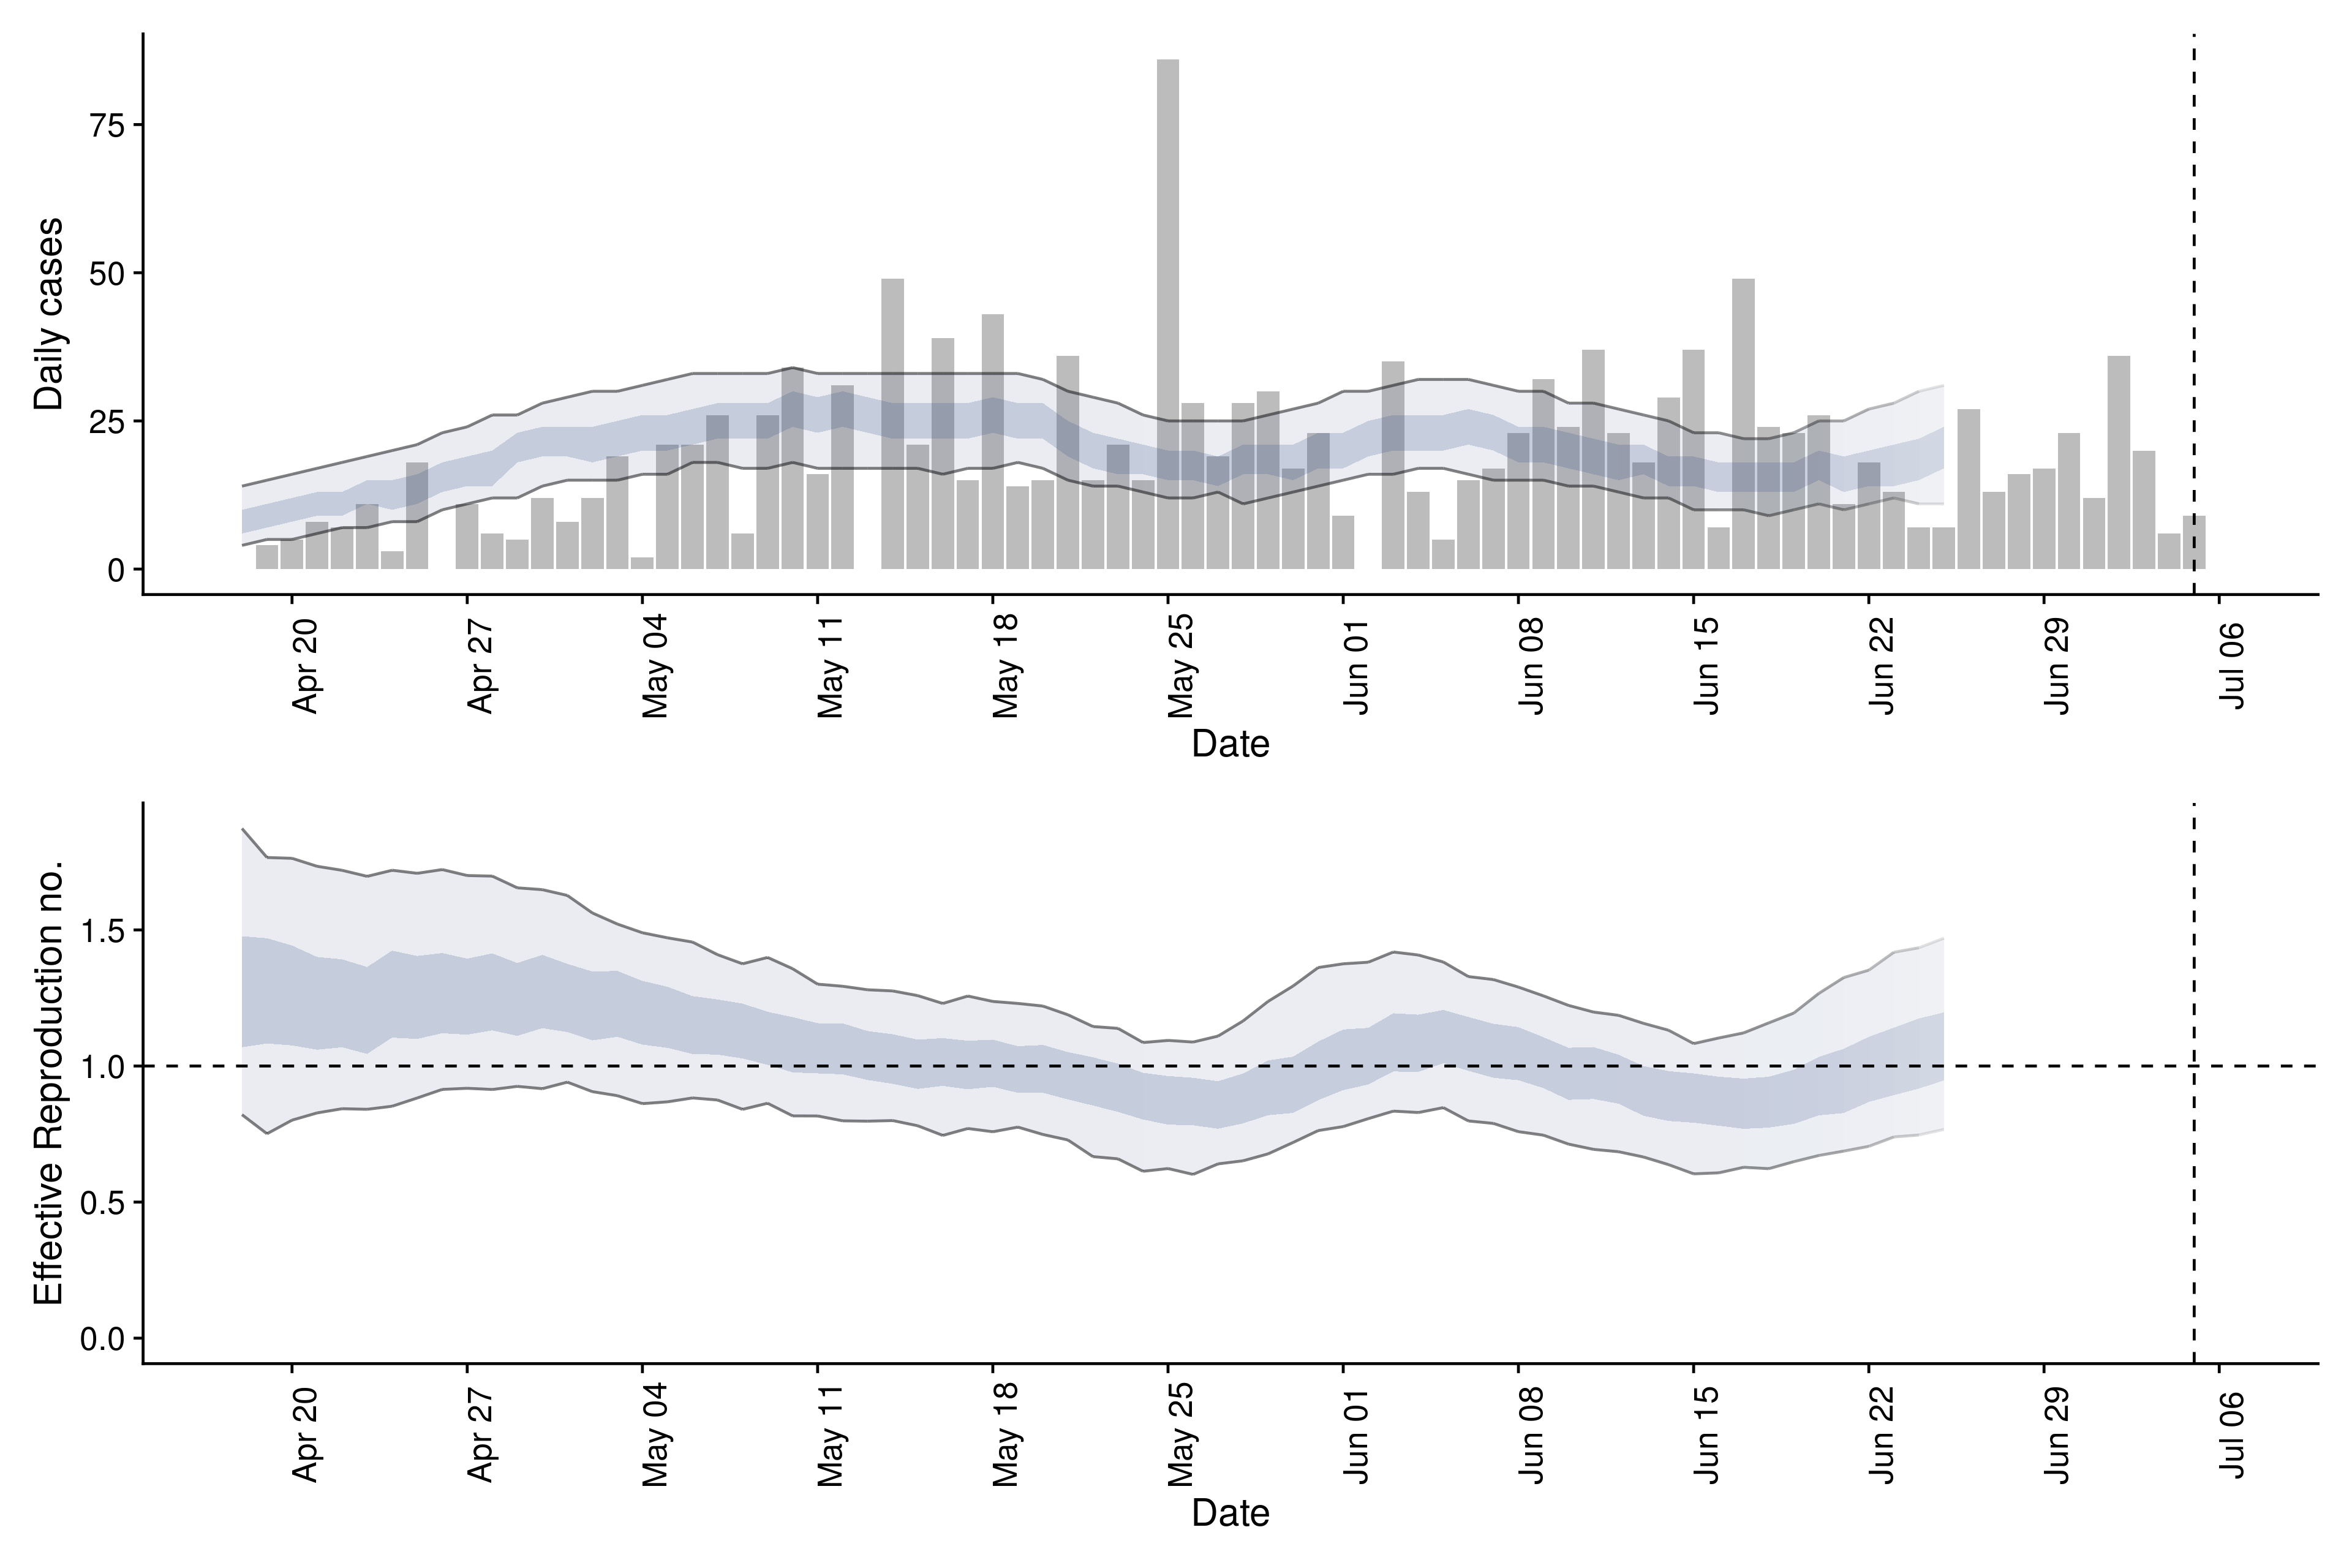 Daily cases
75
50
25
0
Apr 20
Apr 27
May 04
May 11
May 18
May 25
Jun 01
Jun 08
Jun 15
Jun 22
Jun 29
Jul 06
Date
Effective Reproduction no.
1.5
1.0
0.5
0.0
Apr 20
Apr 27
May 04
May 11
May 18
May 25
Jun 01
Jun 08
Jun 15
Jun 22
Jun 29
Jul 06
Date